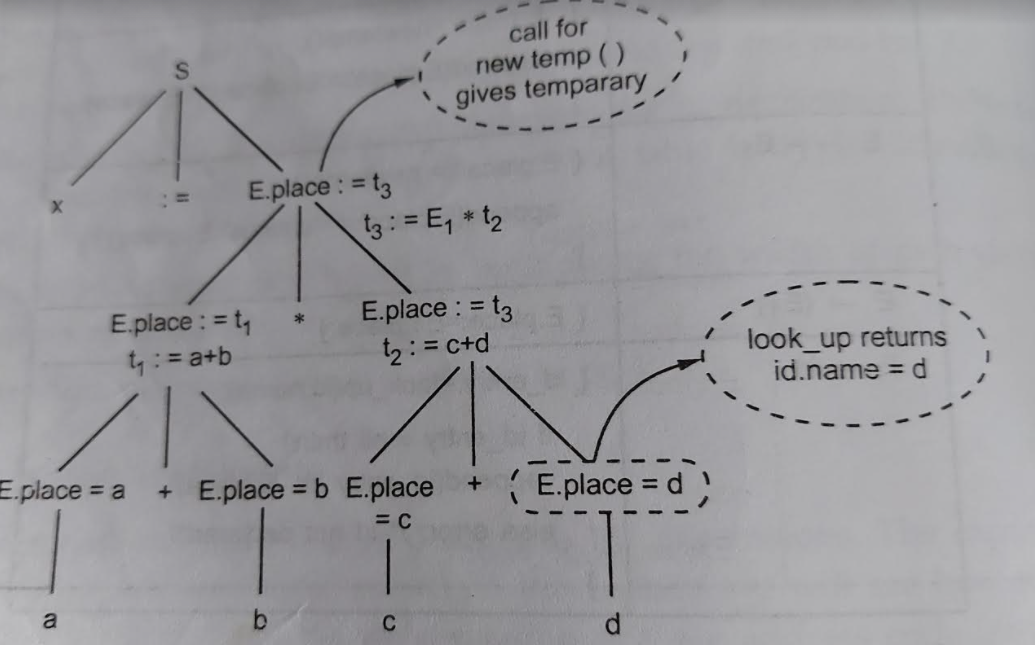 call for
new temp ( )
gives temparary
S
x
: =
E.place : = t₃
t₃ : = E₁ * t₂
E.place : = t₁
*
E.place : = t₃
t₁ : = a+b
t₂ : = c+d
look_up returns
id.name = d
E.place = a
+
E.place = b
E.place
= c
+
E.place = d
a
b
c
d